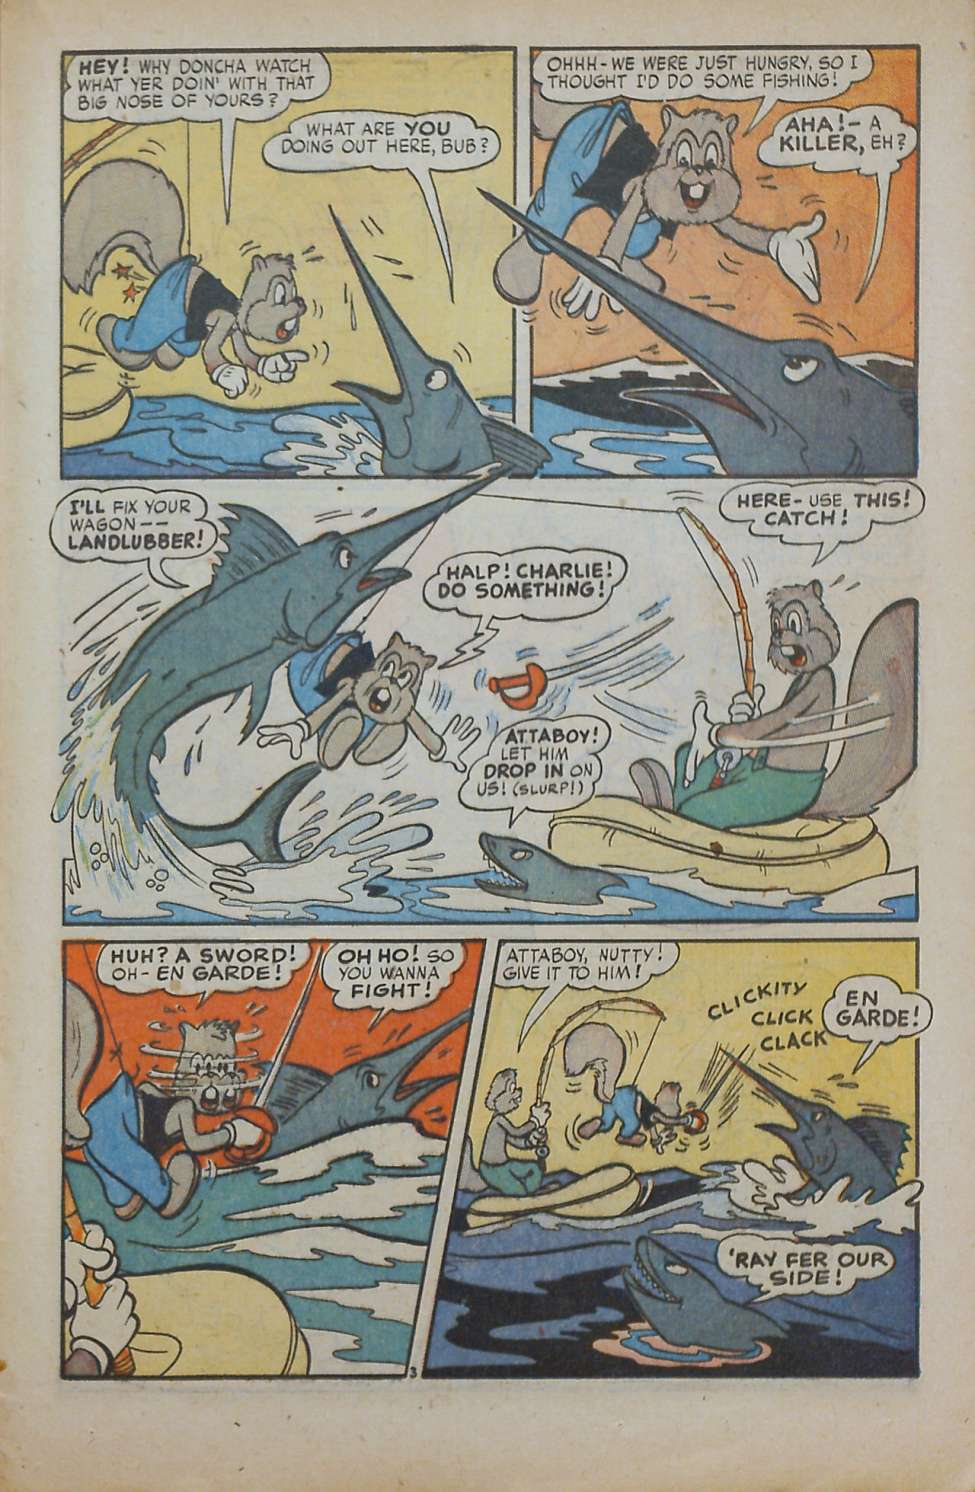 HEY! WHY DONCHA WATCH
WHAT YER DOIN' WITH THAT
BIG NOSE OF YOURS?
WHAT ARE YOU
DOING OUT HERE, BUB?
OHHH-WE WERE JUST HUNGRY, SO I
THOUGHT I'D DO SOME FISHING!
AHA!- A
KILLER, EH?
I'LL FIX YOUR
WAGON--
LANDLUBBER!
HALP! CHARLIE!
DO SOMETHING!
HERE- USE THIS!
CATCH!
ATTABOY!
LET HIM
DROP IN ON
US! (SLURP!)
HUH? A SWORD!
OH-EN GARDE!
OH HO! SO
YOU WANNA
FIGHT!
3
ATTABOY, NUTTY!
GIVE IT TO HIM!
CLICKITY
CLICK
CLACK
EN
GARDE!
'RAY FER OUR
SIDE!